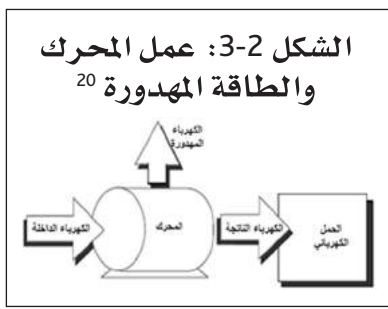 الشكل 2-3: عمل المحرك
والطاقة المهدورة 20
الكهرباء
المهدورة
الكهرباء الداخلة
المحرك
الكهرباء الناتجة
الحمل
الكهربائي